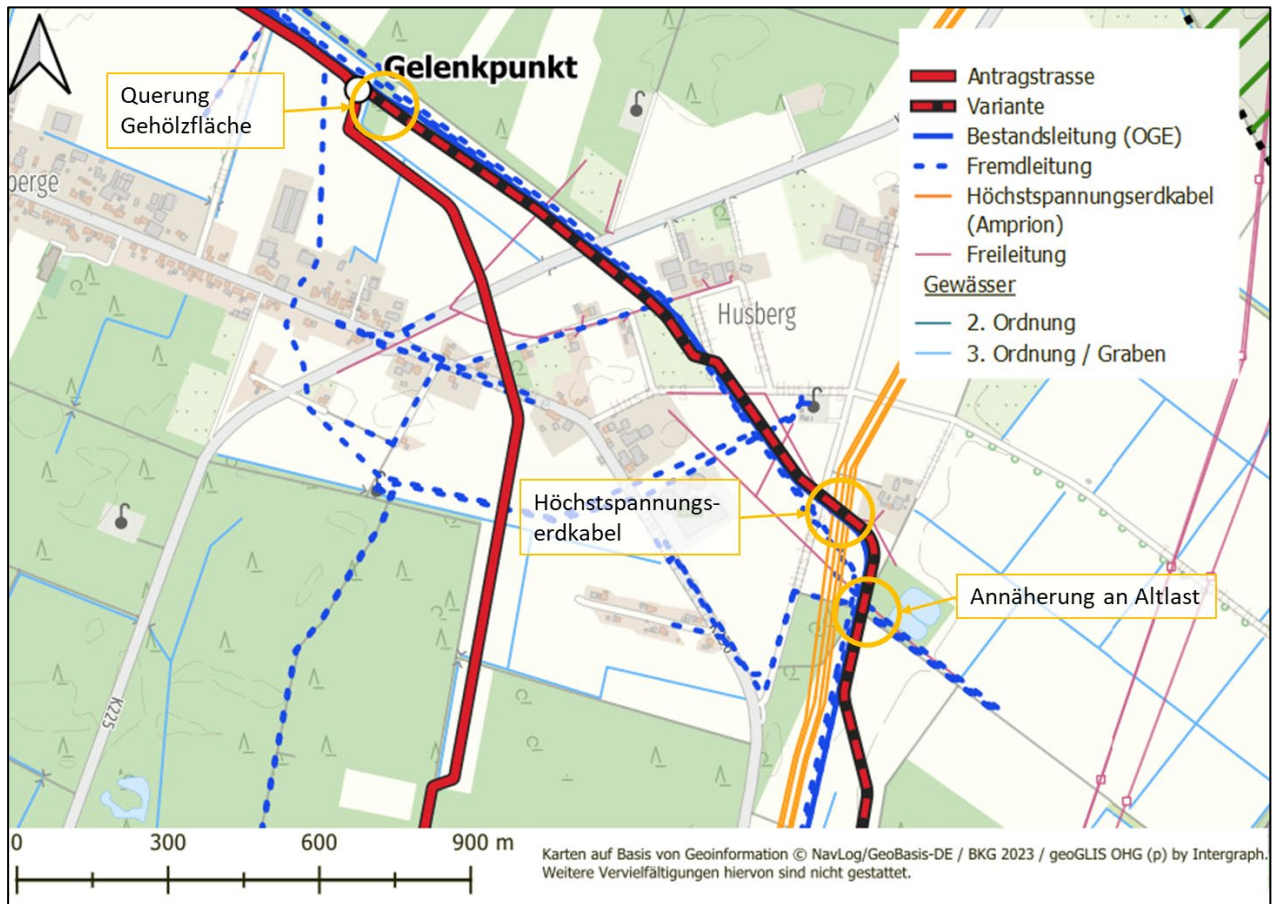 Gelenkpunkt
Querung
Gehölzfläche
berge
Husberg
Husberg
Höchstspannungs-
erdkabel
Annäherung an Altlast
K225
Antragstrasse
Variante
Bestandsleitung (OGE)
Fremdleitung
Höchstspannungserdkabel
(Amprion)
Freileitung
Gewässer
2. Ordnung
3. Ordnung / Graben
0 300 600 900 m
Karten auf Basis von Geoinformation © NavLog/GeoBasis-DE / BKG 2023 / geoGLIS OHG (p) by Intergraph.
Weitere Vervielfältigungen hiervon sind nicht gestattet.